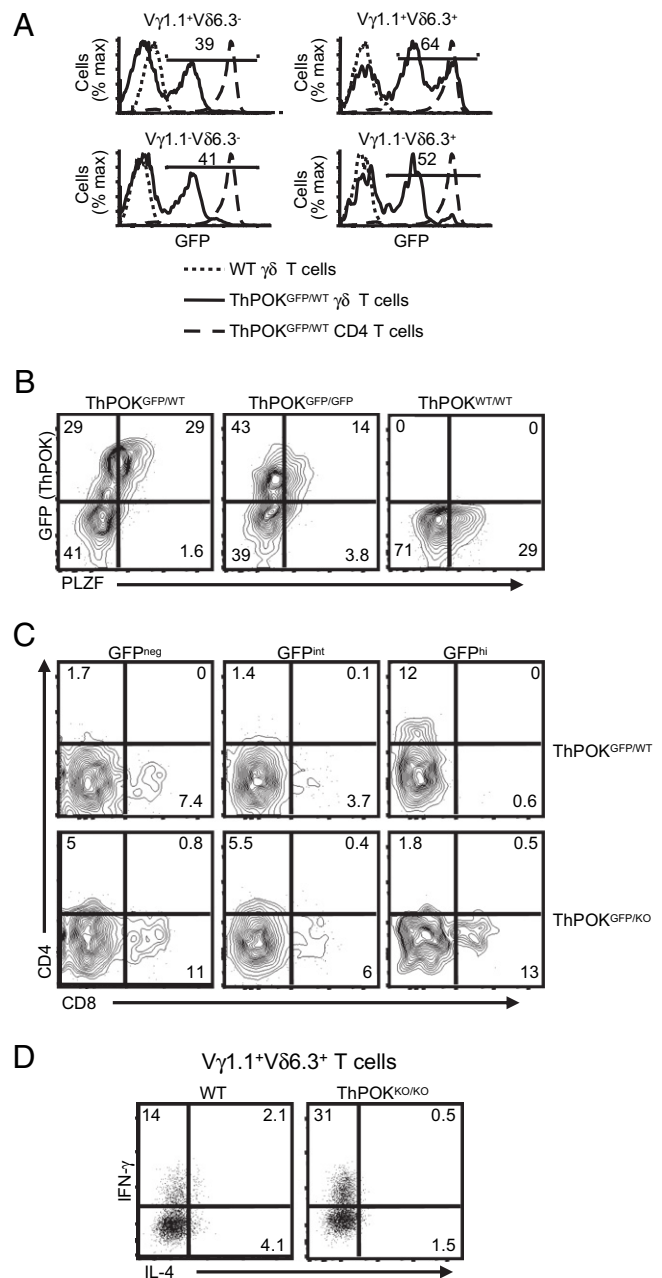 A
Vγ1.1⁺Vδ6.3⁻
Vγ1.1⁺Vδ6.3⁺
39
64
Cells
(% max)
Cells
(% max)
Vγ1.1⁻Vδ6.3⁻
Vγ1.1⁻Vδ6.3⁺
41
52
Cells
(% max)
Cells
(% max)
GFP
GFP
WT γδ T cells
ThPOK^GFP/WT γδ T cells
ThPOK^GFP/WT CD4 T cells
B
ThPOK^GFP/WT
ThPOK^GFP/GFP
ThPOK^WT/WT
29
29
43
14
0
0
GFP (ThPOK)
41
1.6
39
3.8
71
29
PLZF
C
GFP^neg
GFP^int
GFP^hi
1.7
0
1.4
0.1
12
0
ThPOK^GFP/WT
7.4
3.7
0.6
5
0.8
5.5
0.4
1.8
0.5
ThPOK^GFP/KO
CD4
11
6
13
CD8
D
Vγ1.1⁺Vδ6.3⁺ T cells
WT
ThPOK^KO/KO
14
2.1
31
0.5
IFN-γ
4.1
1.5
IL-4